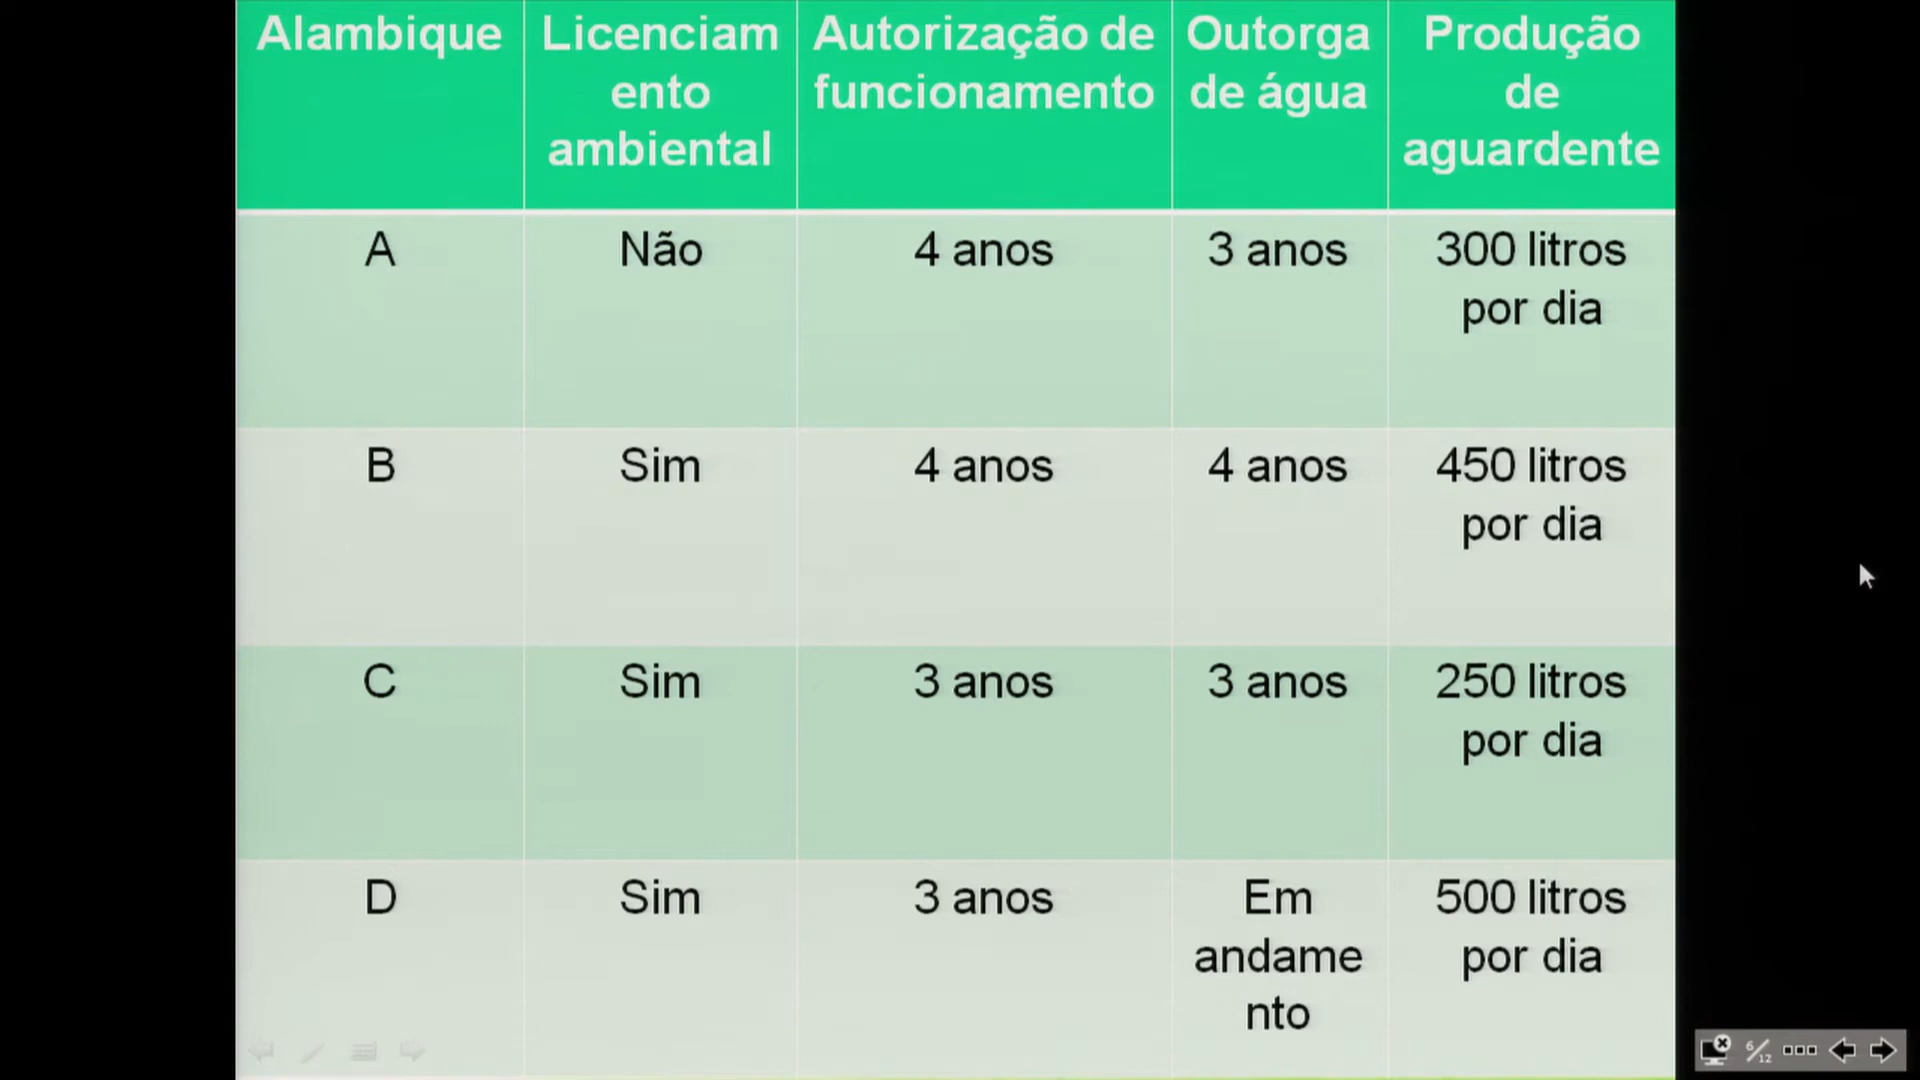 Alambique
Licenciam
ento
ambiental
Autorização de
funcionamento
Outorga
de água
Produção
de
aguardente
A
Não
4 anos
3 anos
300 litros
por dia
B
Sim
4 anos
4 anos
450 litros
por dia
C
Sim
3 anos
3 anos
250 litros
por dia
D
Sim
3 anos
Em
andame
nto
500 litros
por dia
6/12